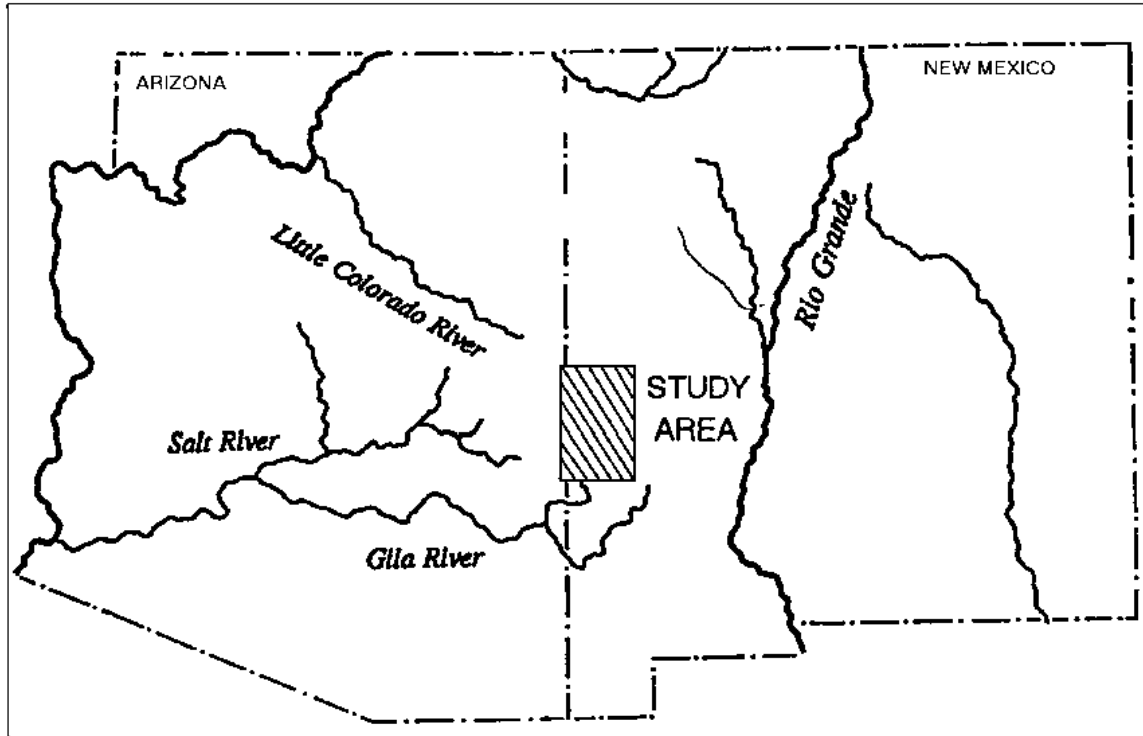 ARIZONA
NEW MEXICO
Little Colorado River
Rio Grande
STUDY
AREA
Salt River
Gila River